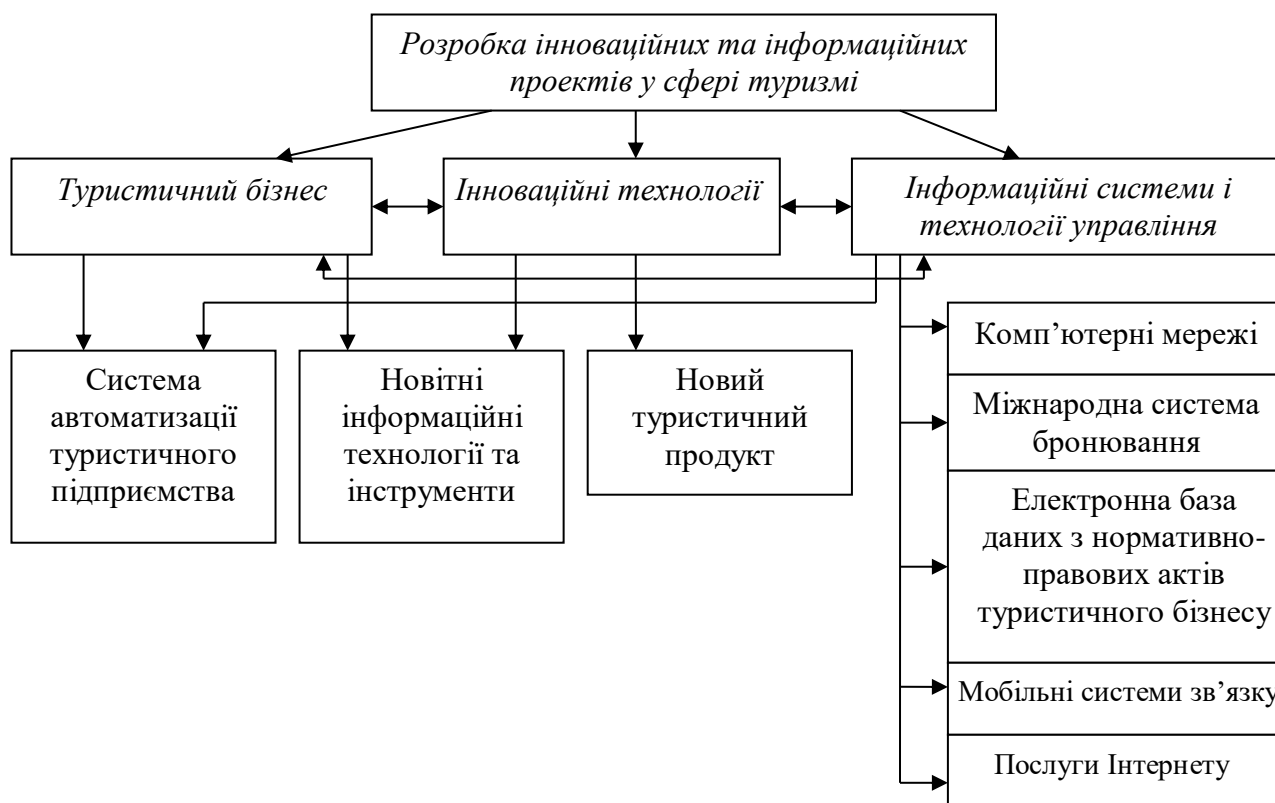 Розробка інноваційних та інформаційних
проектів у сфері туризмі
Туристичний бізнес
Інноваційні технології
Інформаційні системи і
технології управління
Система
автоматизації
туристичного
підприємства
Новітні
інформаційні
технології та
інструменти
Новий
туристичний
продукт
Комп’ютерні мережі
Міжнародна система
бронювання
Електронна база
даних з нормативно-
правових актів
туристичного бізнесу
Мобільні системи зв’язку
Послуги Інтернету